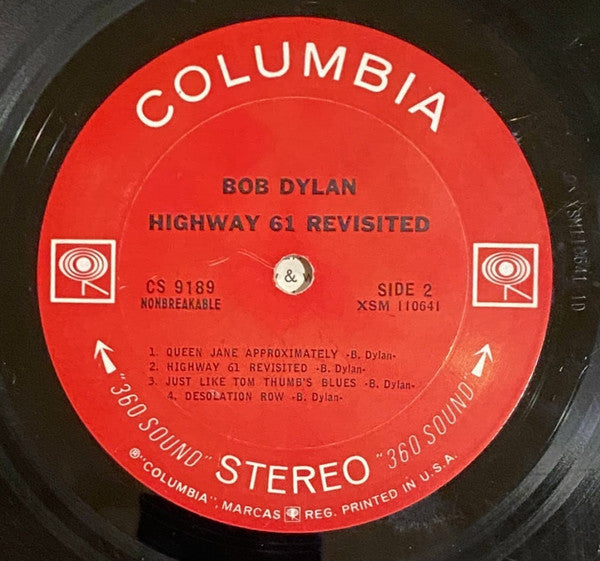 COLUMBIA
BOB DYLAN
HIGHWAY 61 REVISITED
&
CS 9189
NONBREAKABLE
SIDE 2
XSM 110641
1. QUEEN JANE APPROXIMATELY -B. Dylan-
2. HIGHWAY 61 REVISITED -B. Dylan-
3. JUST LIKE TOM THUMB'S BLUES -B. Dylan-
4. DESOLATION ROW -B. Dylan-
"360 SOUND" STEREO "360 SOUND"
®"COLUMBIA", MARCAS REG. PRINTED IN U.S.A.